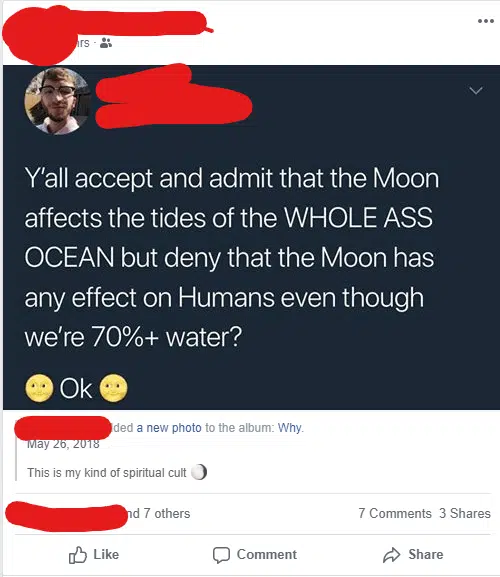 rs ·
Y'all accept and admit that the Moon
affects the tides of the WHOLE ASS
OCEAN but deny that the Moon has
any effect on Humans even though
we're 70%+ water?
🌝 Ok 🌝
ded a new photo to the album: Why.
May 26, 2018
This is my kind of spiritual cult 🌖
nd 7 others
7 Comments 3 Shares
Like Comment Share